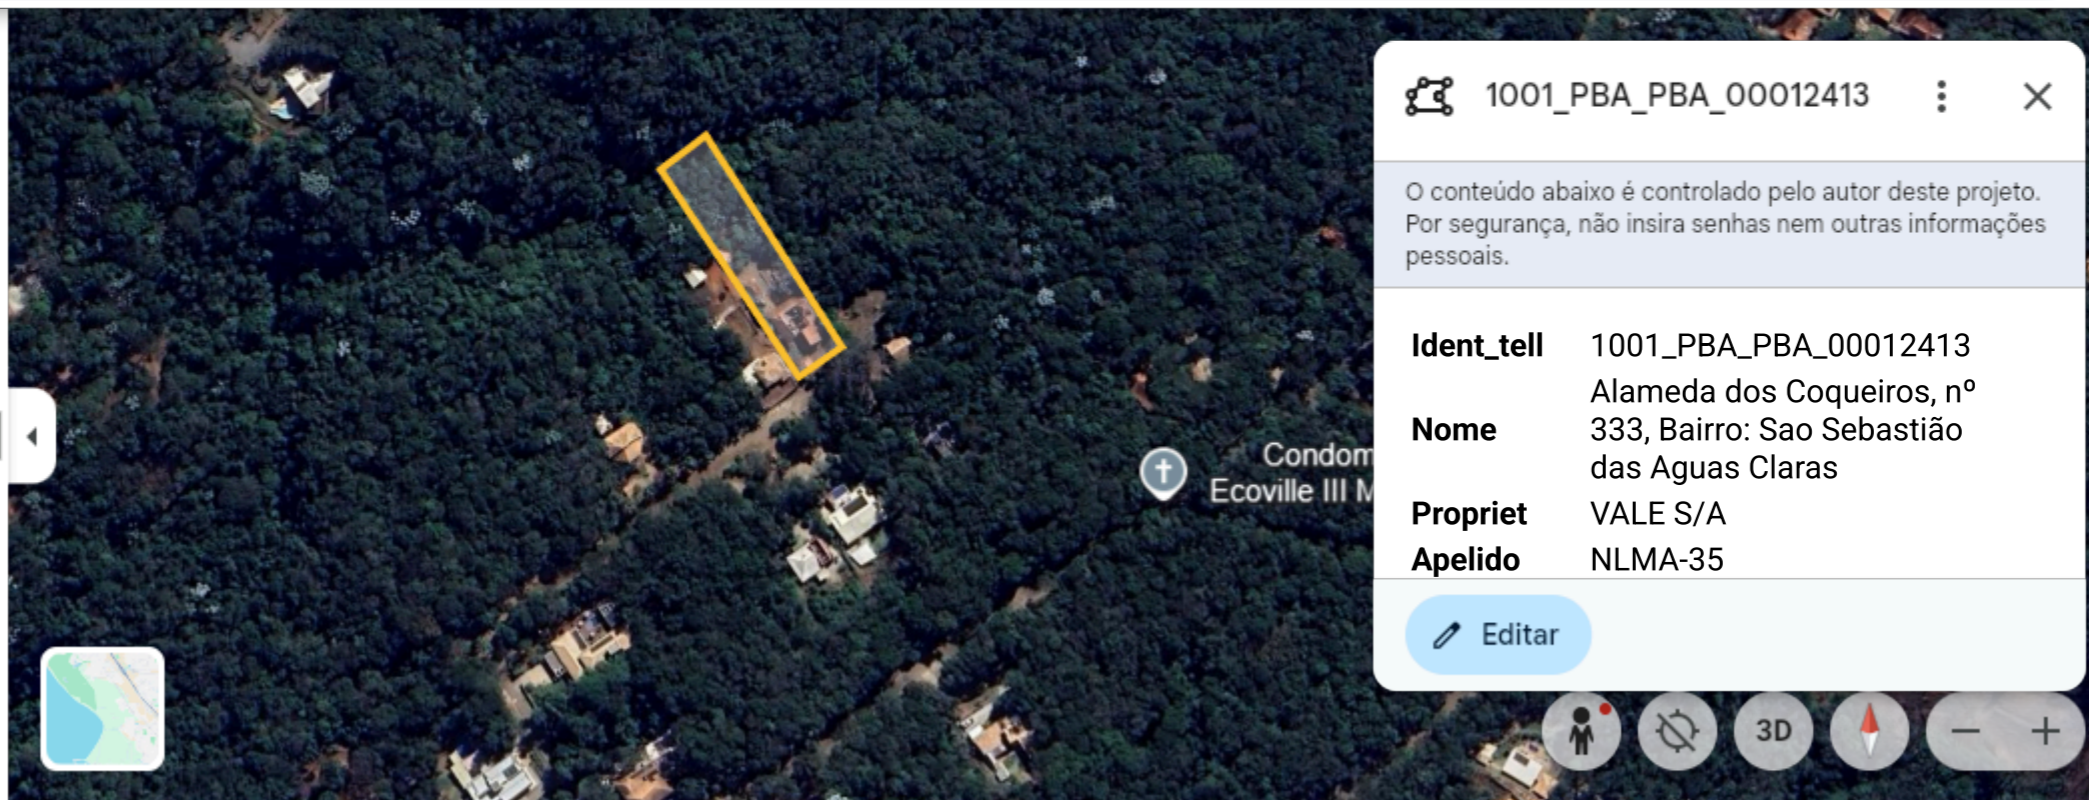 1001_PBA_PBA_00012413
O conteúdo abaixo é controlado pelo autor deste projeto.
Por segurança, não insira senhas nem outras informações
pessoais.
Ident_tell 1001_PBA_PBA_00012413
Nome Alameda dos Coqueiros, nº
333, Bairro: Sao Sebastião
das Aguas Claras
Propriet VALE S/A
Apelido NLMA-35
Editar
Condom
Ecoville III M
3D